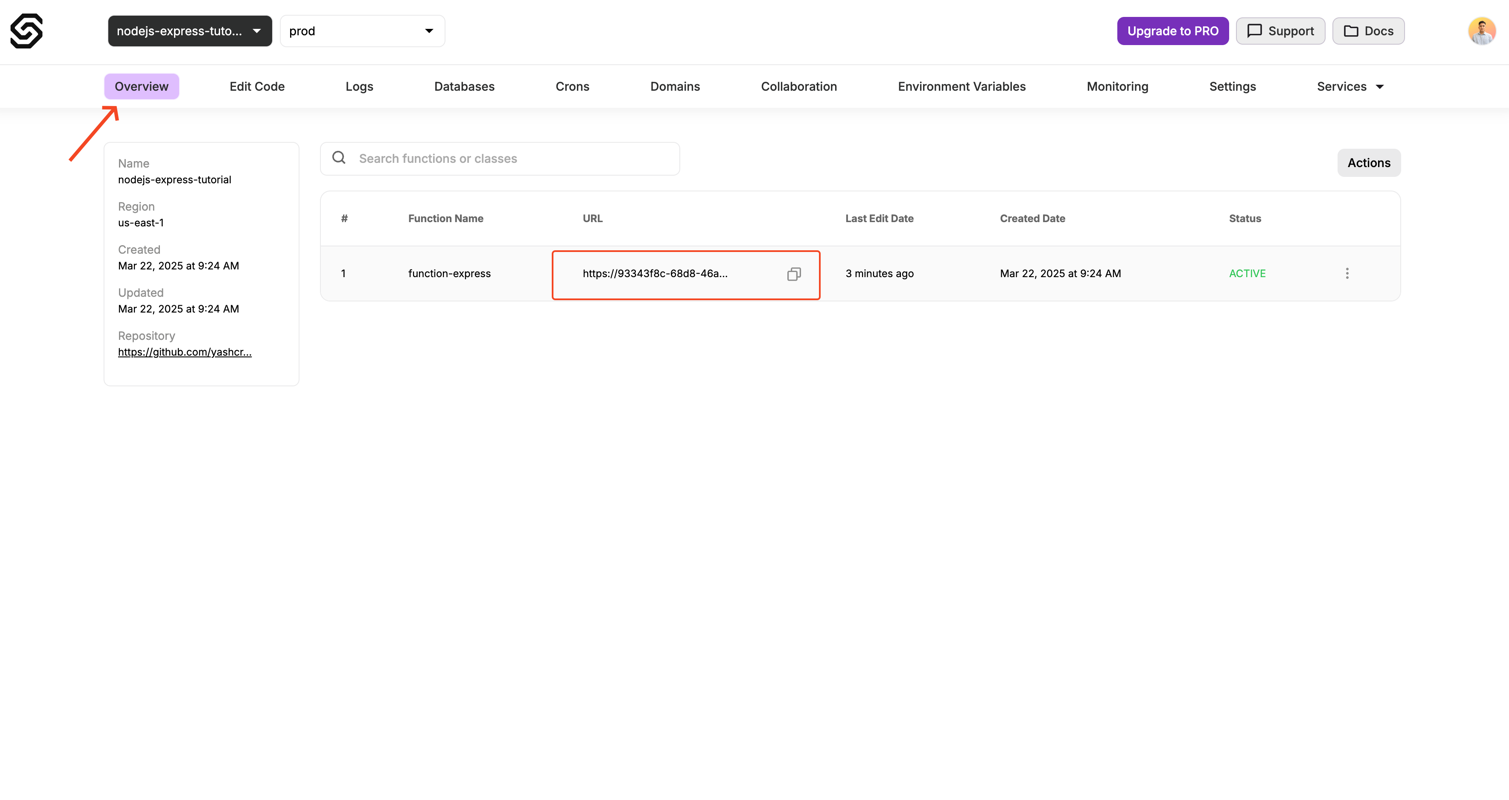 nodejs-express-tuto...
prod
Upgrade to PRO
Support
Docs
Overview
Edit Code
Logs
Databases
Crons
Domains
Collaboration
Environment Variables
Monitoring
Settings
Services
Name
nodejs-express-tutorial
Region
us-east-1
Created
Mar 22, 2025 at 9:24 AM
Updated
Mar 22, 2025 at 9:24 AM
Repository
https://github.com/yashcr...
Search functions or classes
Actions
# Function Name URL Last Edit Date Created Date Status
1 function-express https://93343f8c-68d8-46a... 3 minutes ago Mar 22, 2025 at 9:24 AM ACTIVE